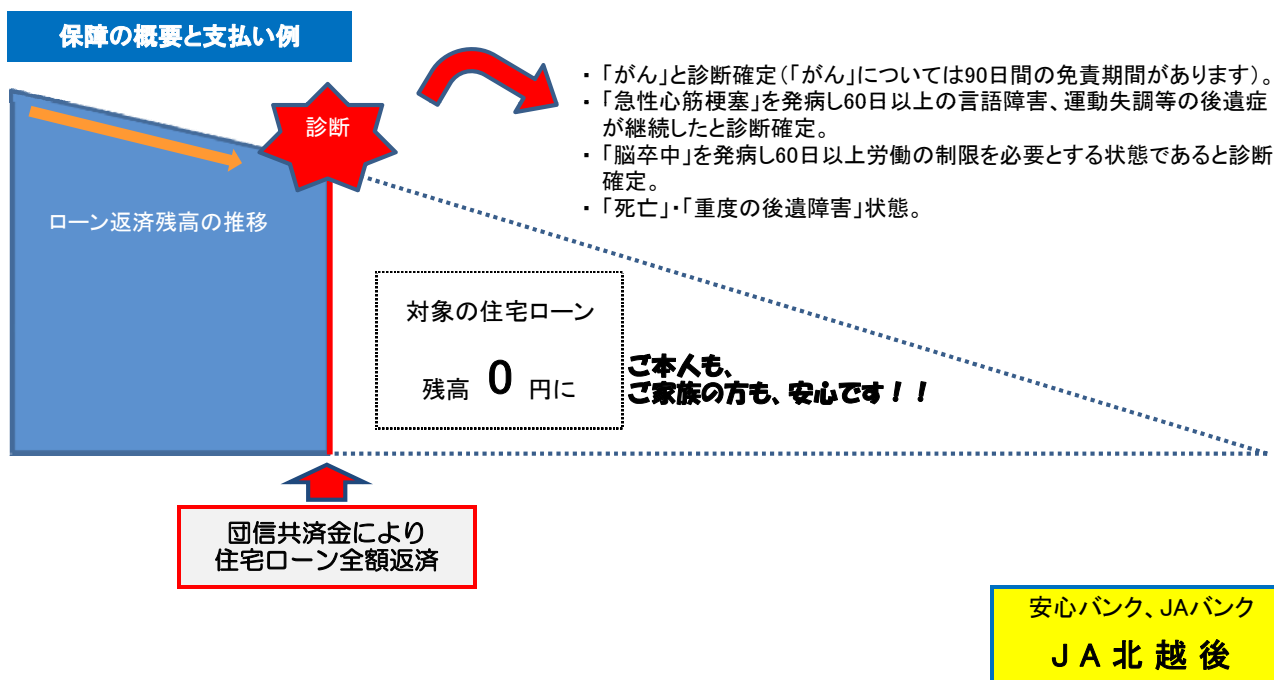 保障の概要と支払い例
・「がん」と診断確定(「がん」については90日間の免責期間があります)。
・「急性心筋梗塞」を発病し60日以上の言語障害、運動失調等の後遺症
が継続したと診断確定。
・「脳卒中」を発病し60日以上労働の制限を必要とする状態であると診断
確定。
・「死亡」・「重度の後遺障害」状態。
診断
ローン返済残高の推移
対象の住宅ローン
残高 0 円に
ご本人も、
ご家族の方も、安心です!!
団信共済金により
住宅ローン全額返済
安心バンク、JAバンク
JA北越後